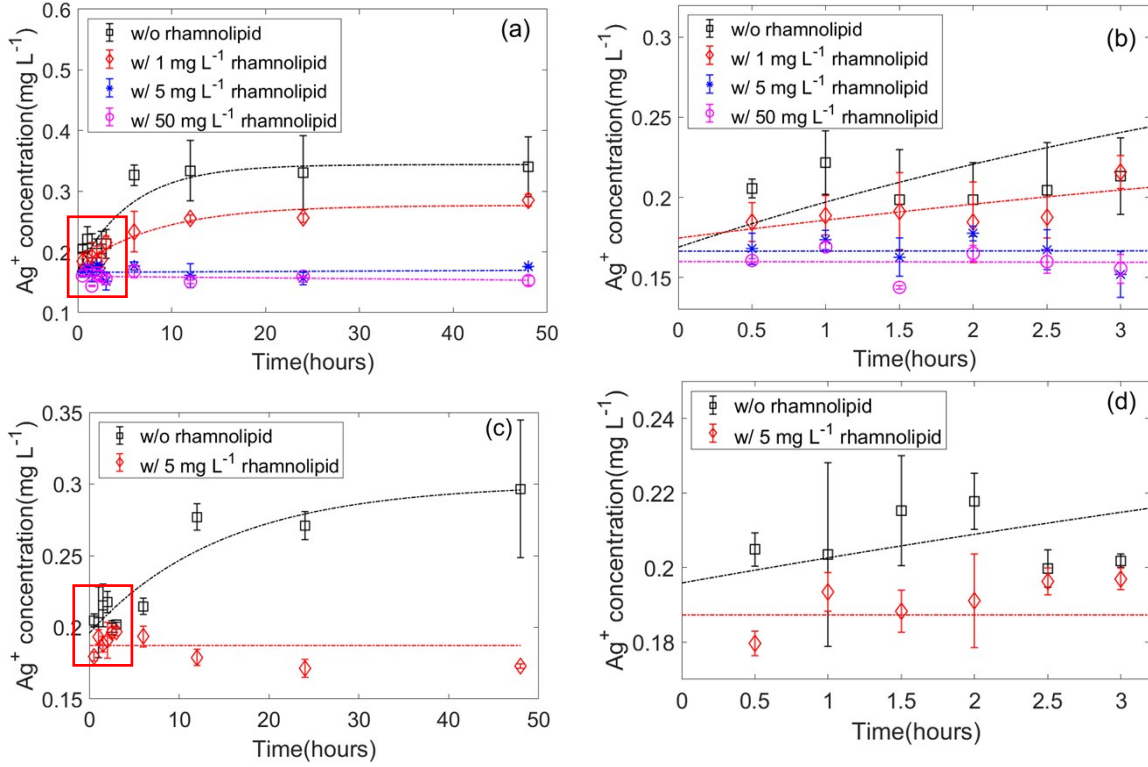 (a)
w/o rhamnolipid
w/ 1 mg L⁻¹ rhamnolipid
w/ 5 mg L⁻¹ rhamnolipid
w/ 50 mg L⁻¹ rhamnolipid
Ag⁺ concentration(mg L⁻¹)
0.6
0.5
0.4
0.3
0.2
0.1
0 10 20 30 40 50
Time(hours)
(b)
w/o rhamnolipid
w/ 1 mg L⁻¹ rhamnolipid
w/ 5 mg L⁻¹ rhamnolipid
w/ 50 mg L⁻¹ rhamnolipid
Ag⁺ concentration(mg L⁻¹)
0.3
0.25
0.2
0.15
0 0.5 1 1.5 2 2.5 3
Time(hours)
(c)
w/o rhamnolipid
w/ 5 mg L⁻¹ rhamnolipid
Ag⁺ concentration(mg L⁻¹)
0.35
0.3
0.25
0.2
0.15
0 10 20 30 40 50
Time(hours)
(d)
w/o rhamnolipid
w/ 5 mg L⁻¹ rhamnolipid
Ag⁺ concentration(mg L⁻¹)
0.24
0.22
0.2
0.18
0 0.5 1 1.5 2 2.5 3
Time(hours)